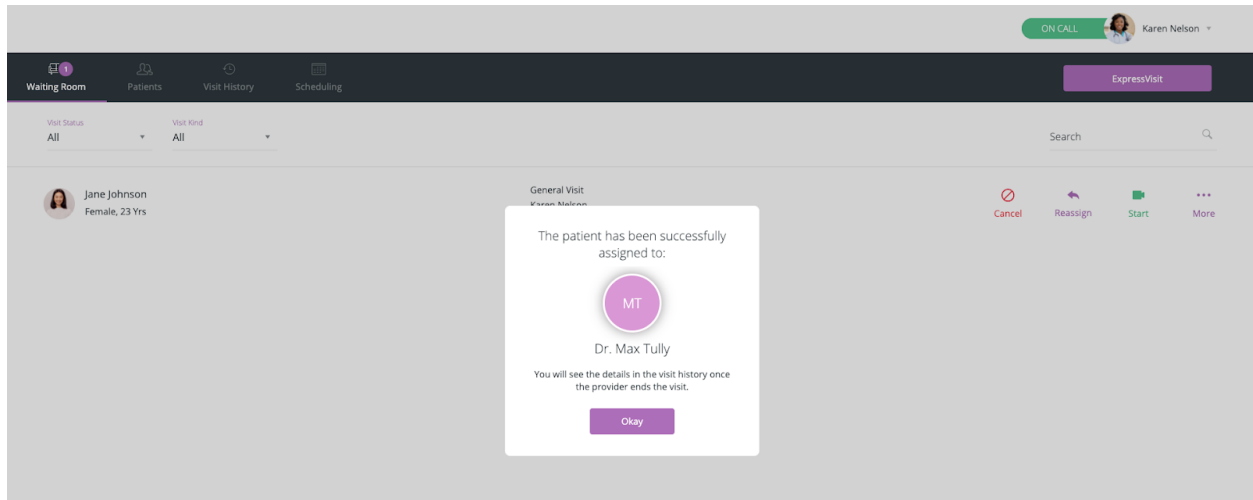 ON CALL
Karen Nelson
1
Waiting Room
Patients
Visit History
Scheduling
ExpressVisit
Visit Status
All
Visit Kind
All
Search
Jane Johnson
Female, 23 Yrs
General Visit
Karen Nelson
Cancel
Reassign
Start
More
The patient has been successfully
assigned to:
MT
Dr. Max Tully
You will see the details in the visit history once
the provider ends the visit.
Okay